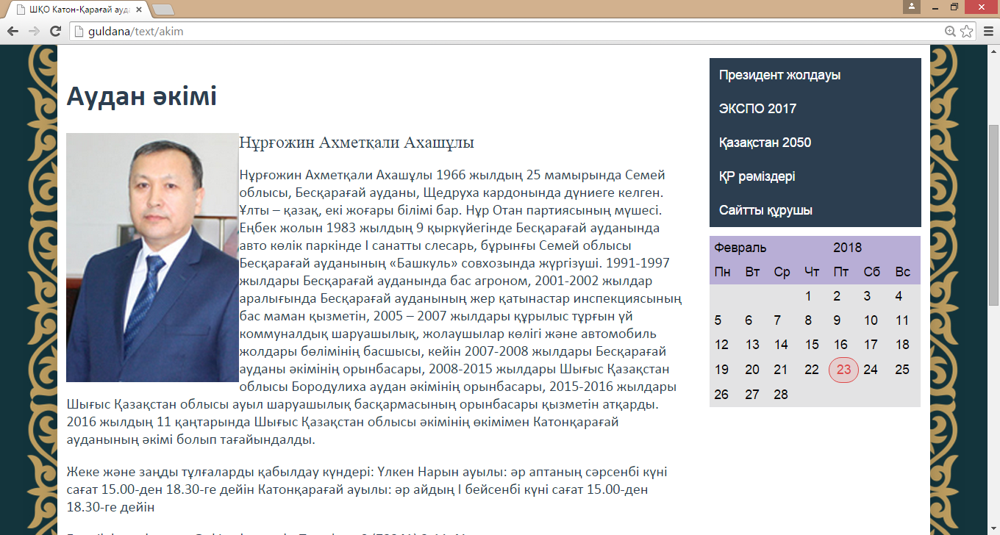 ШҚО Катон-Қарағай ауда
guldana/text/akim
Аудан әкімі
Нұрғожин Ахметқали Ахашұлы
Нұрғожин Ахметқали Ахашұлы 1966 жылдың 25 мамырында Семей
облысы, Бесқарағай ауданы, Щедруха кардонында дүниеге келген.
Ұлты – қазақ, екі жоғары білімі бар. Нұр Отан партиясының мүшесі.
Еңбек жолын 1983 жылдың 9 қыркүйегінде Бесқарағай ауданында
авто көлік паркінде І санатты слесарь, бұрынғы Семей облысы
Бесқарағай ауданының «Башкуль» совхозында жүргізуші. 1991-1997
жылдары Бесқарағай ауданында бас агроном, 2001-2002 жылдар
аралығында Бесқарағай ауданының жер қатынастар инспекциясының
бас маман қызметін, 2005 – 2007 жылдары құрылыс тұрғын үй
коммуналдық шаруашылық, жолаушылар көлігі және автомобиль
жолдары бөлімінің басшысы, кейін 2007-2008 жылдары Бесқарағай
ауданы әкімінің орынбасары, 2008-2015 жылдары Шығыс Қазақстан
облысы Бородулиха аудан әкімінің орынбасары, 2015-2016 жылдары
Шығыс Қазақстан облысы ауыл шаруашылық басқармасының орынбасары қызметін атқарды.
2016 жылдың 11 қаңтарында Шығыс Қазақстан облысы әкімінің өкімімен Катонқарағай
ауданының әкімі болып тағайындалды.
Жеке және заңды тұлғаларды қабылдау күндері: Үлкен Нарын ауылы: әр аптаның сәрсенбі күні
сағат 15.00-ден 18.30-ге дейін Катонқарағай ауылы: әр айдың І бейсенбі күні сағат 15.00-ден
18.30-ге дейін
Президент жолдауы
ЭКСПО 2017
Қазақстан 2050
ҚР рәміздері
Сайтты құрушы
Февраль 2018
Пн Вт Ср Чт Пт Сб Вс
1 2 3 4
5 6 7 8 9 10 11
12 13 14 15 16 17 18
19 20 21 22 23 24 25
26 27 28